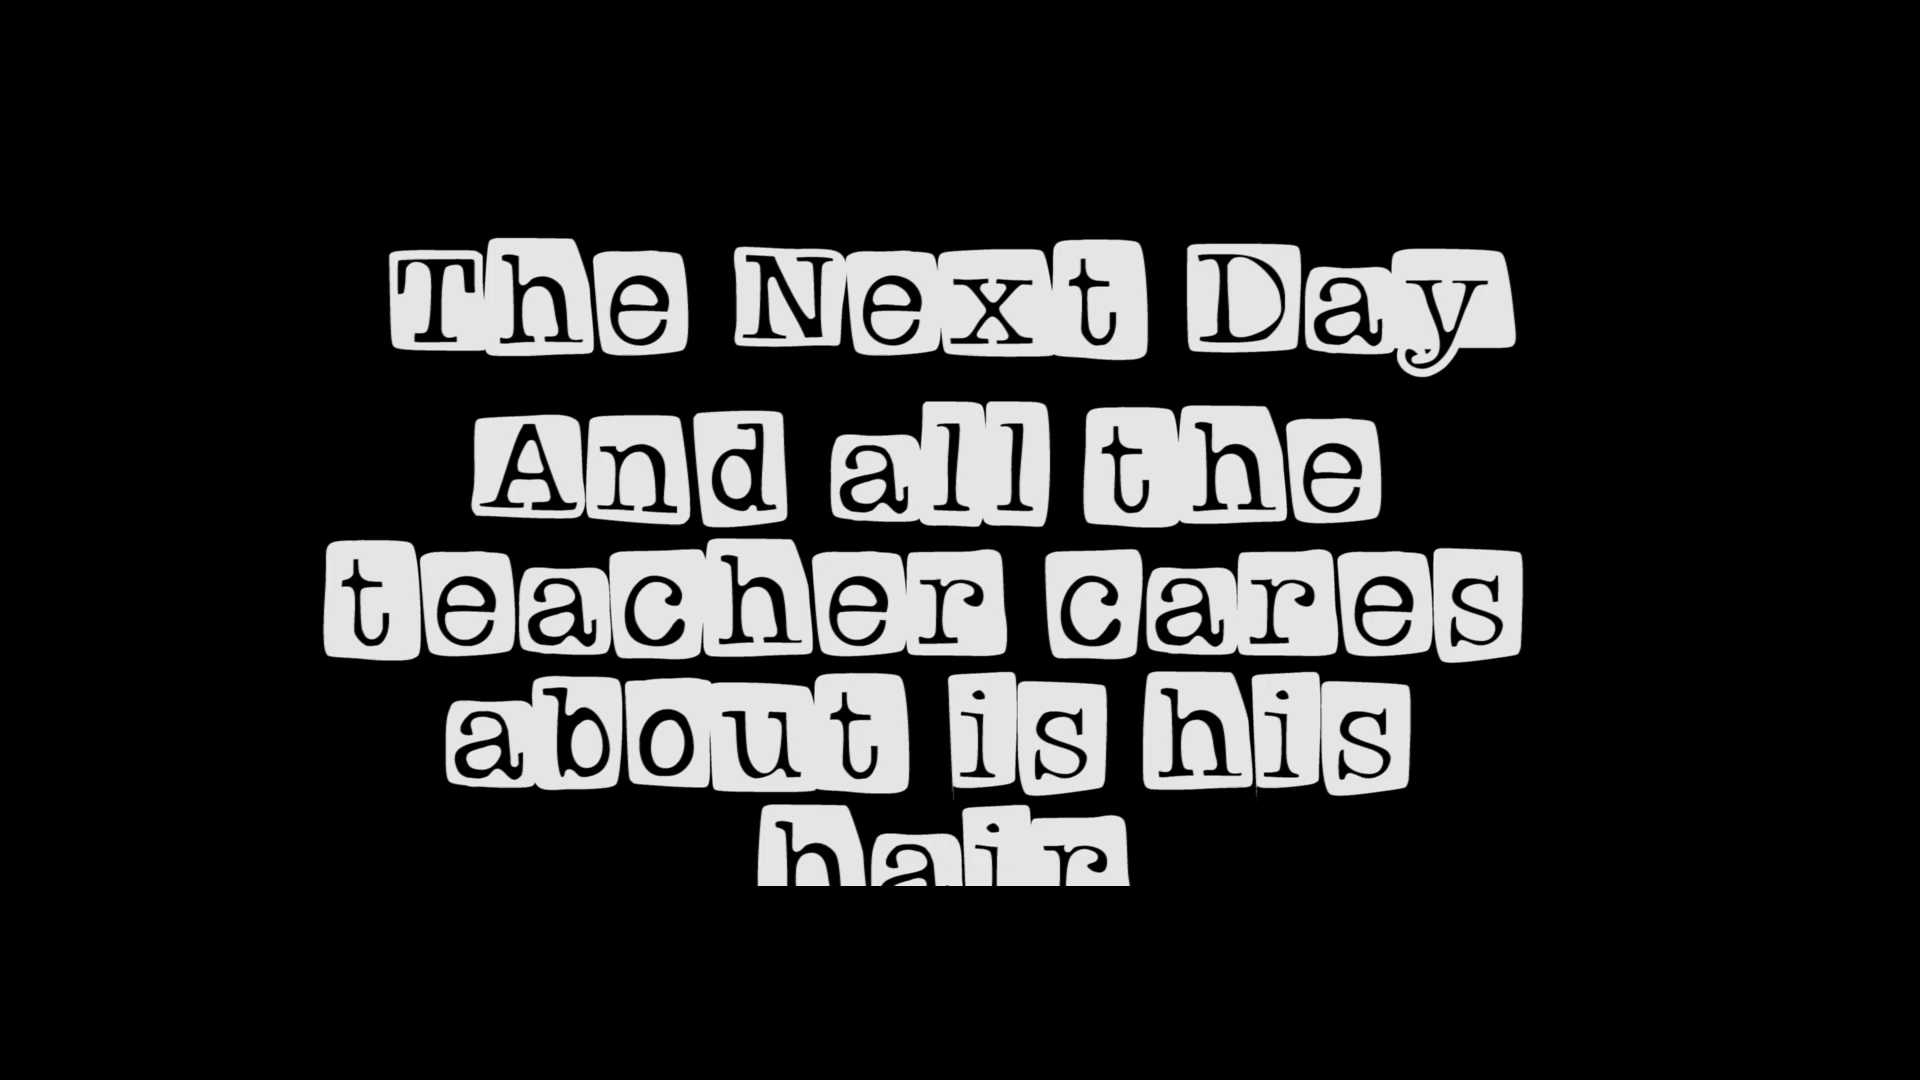 The Next Day
And all the
teacher cares
about is his
hair